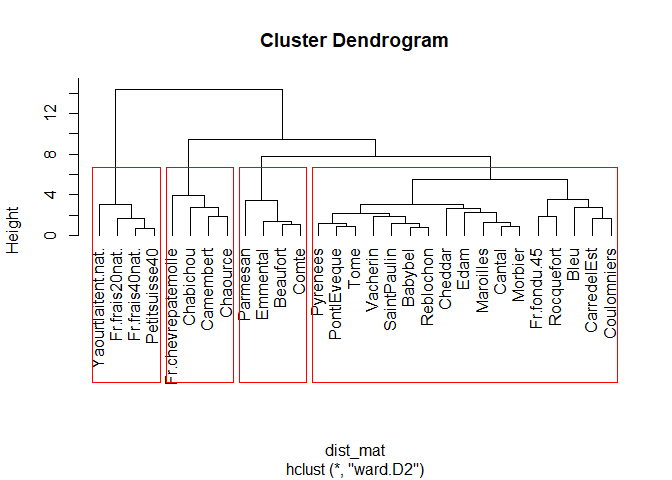 Cluster Dendrogram
Height
0
4
8
12
Yaourtlaitent.nat.
Fr.frais20nat.
Fr.frais40nat.
Petitsuisse40
Fr.chevrepatemolle
Chabichou
Camembert
Chaource
Parmesan
Emmental
Beaufort
Comte
Pyrenees
PontlEveque
Tome
Vacherin
SaintPaulin
Babybel
Reblochon
Cheddar
Edam
Maroilles
Cantal
Morbier
Fr.fondu.45
Rocquefort
Bleu
CarredelEst
Coulomniers
dist_mat
hclust (*, "ward.D2")